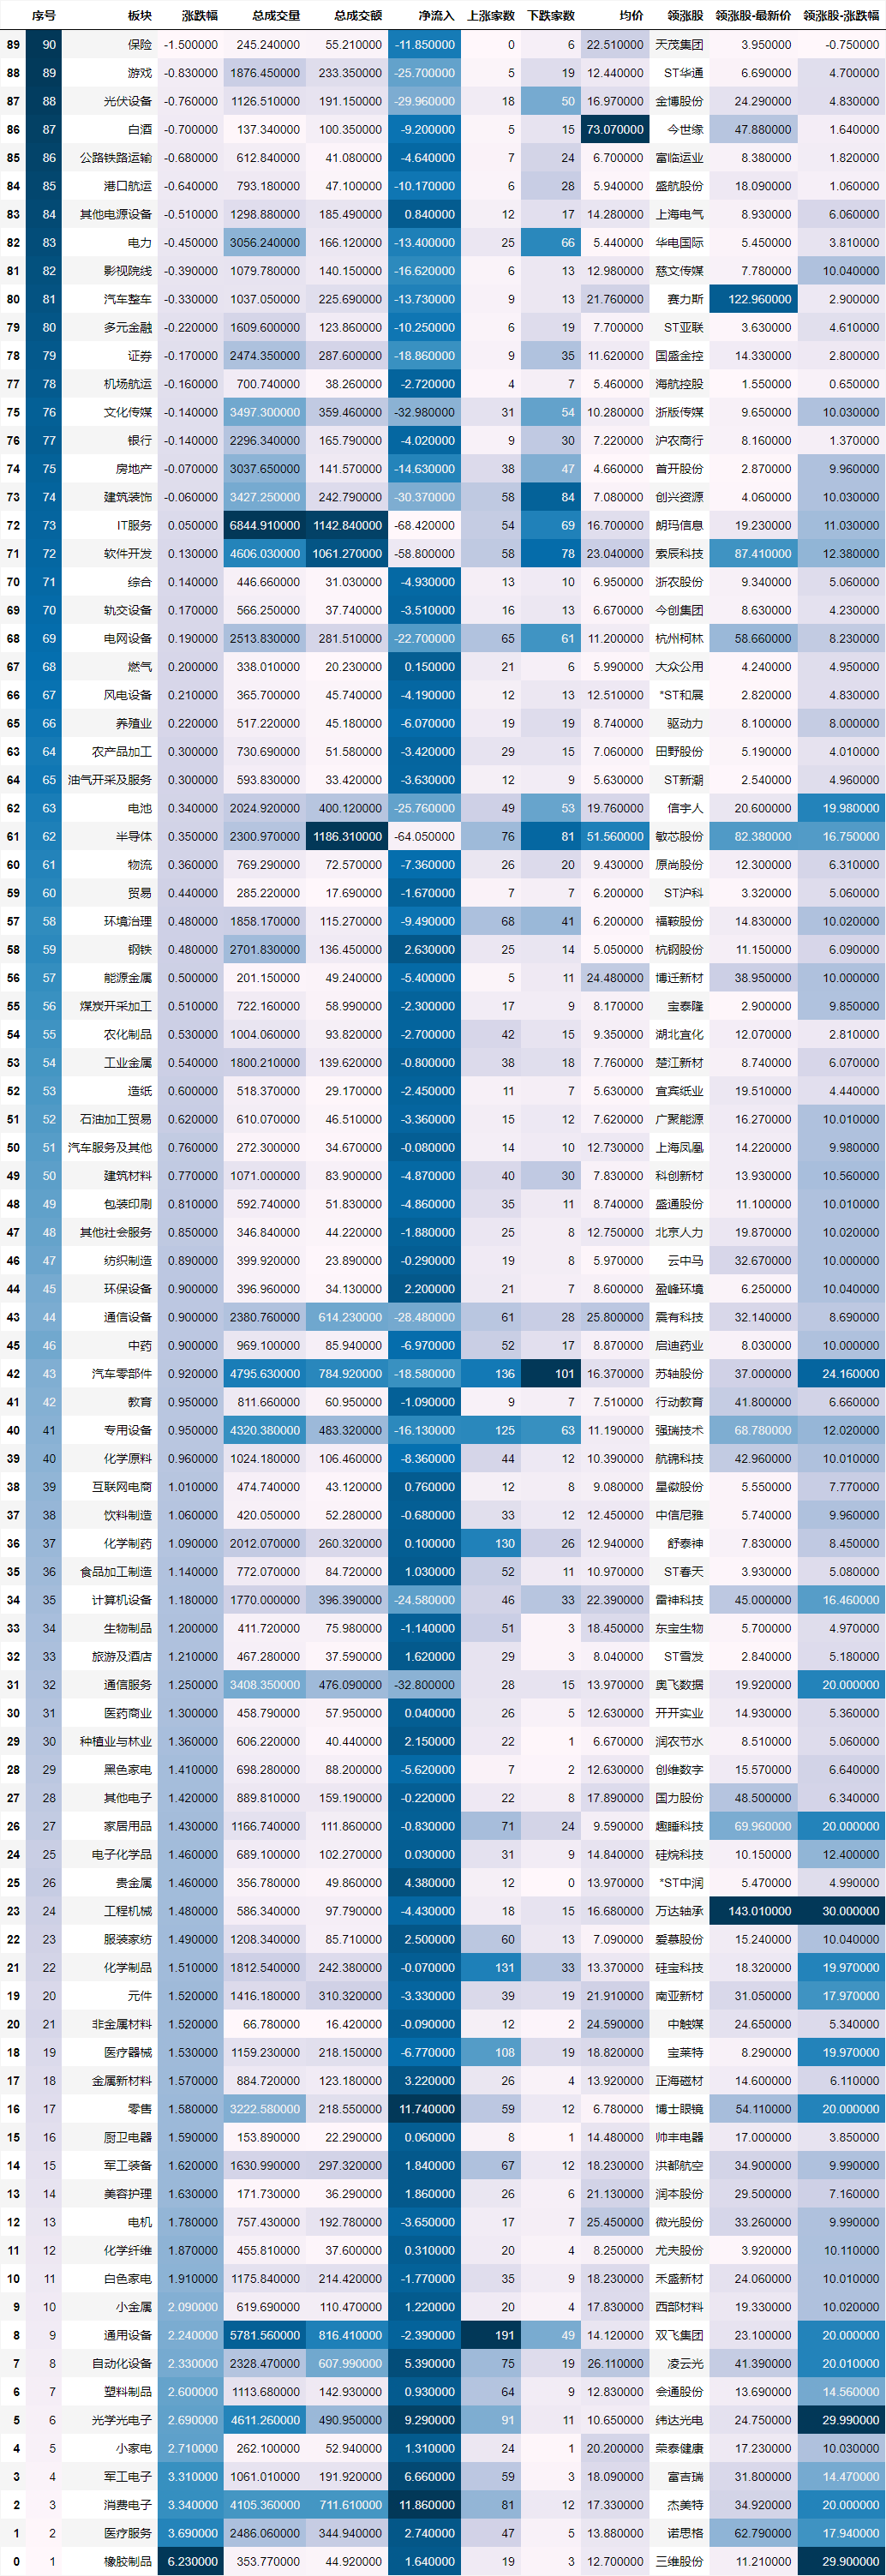 序号 板块 涨跌幅 总成交量 总成交额 净流入 上涨家数 下跌家数 均价 领涨股 领涨股-最新价 领涨股-涨跌幅
89 90 保险 -1.500000 245.240000 55.210000 -11.850000 0 6 22.510000 天茂集团 3.950000 -0.750000
88 89 游戏 -0.830000 1876.450000 233.350000 -25.700000 5 19 12.440000 ST华通 6.690000 4.700000
87 88 光伏设备 -0.760000 1126.510000 191.150000 -29.960000 18 50 16.970000 金博股份 24.290000 4.830000
86 87 白酒 -0.700000 137.340000 100.350000 -9.200000 5 15 73.070000 今世缘 47.880000 1.640000
85 86 公路铁路运输 -0.680000 612.840000 41.080000 -4.640000 7 24 6.700000 富临运业 8.380000 1.820000
84 85 港口航运 -0.640000 793.180000 47.100000 -10.170000 6 28 5.940000 盛航股份 18.090000 1.060000
83 84 其他电源设备 -0.510000 1298.880000 185.490000 0.840000 12 17 14.280000 上海电气 8.930000 6.060000
82 83 电力 -0.450000 3056.240000 166.120000 -13.400000 25 66 5.440000 华电国际 5.450000 3.810000
81 82 影视院线 -0.390000 1079.780000 140.150000 -16.620000 6 13 12.980000 慈文传媒 7.780000 10.040000
80 81 汽车整车 -0.330000 1037.050000 225.690000 -13.730000 9 13 21.760000 赛力斯 122.960000 2.900000
79 80 多元金融 -0.220000 1609.600000 123.860000 -10.250000 6 19 7.700000 ST亚联 3.630000 4.610000
78 79 证券 -0.170000 2474.350000 287.600000 -18.860000 9 35 11.620000 国盛金控 14.330000 2.800000
77 78 机场航运 -0.160000 700.740000 38.260000 -2.720000 4 7 5.460000 海航控股 1.550000 0.650000
75 76 文化传媒 -0.140000 3497.300000 359.460000 -32.980000 31 54 10.280000 浙版传媒 9.650000 10.030000
76 77 银行 -0.140000 2296.340000 165.790000 -4.020000 9 30 7.220000 沪农商行 8.160000 1.370000
74 75 房地产 -0.070000 3037.650000 141.570000 -14.630000 38 47 4.660000 首开股份 2.870000 9.960000
73 74 建筑装饰 -0.060000 3427.250000 242.790000 -30.370000 58 84 7.080000 创兴资源 4.060000 10.030000
72 73 IT服务 0.050000 6844.910000 1142.840000 -68.420000 54 69 16.700000 朗玛信息 19.230000 11.030000
71 72 软件开发 0.130000 4606.030000 1061.270000 -58.800000 58 78 23.040000 索辰科技 87.410000 12.380000
70 71 综合 0.140000 446.660000 31.030000 -4.930000 13 10 6.950000 浙农股份 9.340000 5.060000
69 70 轨交设备 0.170000 566.250000 37.740000 -3.510000 16 13 6.670000 今创集团 8.630000 4.230000
68 69 电网设备 0.190000 2513.830000 281.510000 -22.700000 65 61 11.200000 杭州柯林 58.660000 8.230000
67 68 燃气 0.200000 338.010000 20.230000 0.150000 21 6 5.990000 大众公用 4.240000 4.950000
66 67 风电设备 0.210000 365.700000 45.740000 -4.190000 12 13 12.510000 *ST和展 2.820000 4.830000
65 66 养殖业 0.220000 517.220000 45.180000 -6.070000 19 19 8.740000 驱动力 8.100000 8.000000
63 64 农产品加工 0.300000 730.690000 51.580000 -3.420000 29 15 7.060000 田野股份 5.190000 4.010000
64 65 油气开采及服务 0.300000 593.830000 33.420000 -3.630000 12 9 5.630000 ST新潮 2.540000 4.960000
62 63 电池 0.340000 2024.920000 400.120000 -25.760000 49 53 19.760000 信宇人 20.600000 19.980000
61 62 半导体 0.350000 2300.970000 1186.310000 -64.050000 76 81 51.560000 敏芯股份 82.380000 16.750000
60 61 物流 0.360000 769.290000 72.570000 -7.360000 26 20 9.430000 原尚股份 12.300000 6.310000
59 60 贸易 0.440000 285.220000 17.690000 -1.670000 7 7 6.200000 ST沪科 3.320000 5.060000
57 58 环境治理 0.480000 1858.170000 115.270000 -9.490000 68 41 6.200000 福鞍股份 14.830000 10.020000
58 59 钢铁 0.480000 2701.830000 136.450000 2.630000 25 14 5.050000 杭钢股份 11.150000 6.090000
56 57 能源金属 0.500000 201.150000 49.240000 -5.400000 5 11 24.480000 博迁新材 38.950000 10.000000
55 56 煤炭开采加工 0.510000 722.160000 58.990000 -2.300000 17 9 8.170000 宝泰隆 2.900000 9.850000
54 55 农化制品 0.530000 1004.060000 93.820000 -2.700000 42 15 9.350000 湖北宜化 12.070000 2.810000
53 54 工业金属 0.540000 1800.210000 139.620000 -0.800000 38 18 7.760000 楚江新材 8.740000 6.070000
52 53 造纸 0.600000 518.370000 29.170000 -2.450000 11 7 5.630000 宜宾纸业 19.510000 4.440000
51 52 石油加工贸易 0.620000 610.070000 46.510000 -3.360000 15 12 7.620000 广聚能源 16.270000 10.010000
50 51 汽车服务及其他 0.760000 272.300000 34.670000 -0.080000 14 10 12.730000 上海凤凰 14.220000 9.980000
49 50 建筑材料 0.770000 1071.000000 83.900000 -4.870000 40 30 7.830000 科创新材 13.930000 10.560000
48 49 包装印刷 0.810000 592.740000 51.830000 -4.860000 35 11 8.740000 盛通股份 11.100000 10.010000
47 48 其他社会服务 0.850000 346.840000 44.220000 -1.880000 25 8 12.750000 北京人力 19.870000 10.020000
46 47 纺织制造 0.890000 399.920000 23.890000 -0.290000 19 8 5.970000 云中马 32.670000 10.000000
44 45 环保设备 0.900000 396.960000 34.130000 2.200000 21 7 8.600000 盈峰环境 6.250000 10.040000
43 44 通信设备 0.900000 2380.760000 614.230000 -28.480000 61 28 25.800000 震有科技 32.140000 8.690000
45 46 中药 0.900000 969.100000 85.940000 -6.970000 52 17 8.870000 启迪药业 8.030000 10.000000
42 43 汽车零部件 0.920000 4795.630000 784.920000 -18.580000 136 101 16.370000 苏轴股份 37.000000 24.160000
41 42 教育 0.950000 811.660000 60.950000 -1.090000 9 7 7.510000 行动教育 41.800000 6.660000
40 41 专用设备 0.950000 4320.380000 483.320000 -16.130000 125 63 11.190000 强瑞技术 68.780000 12.020000
39 40 化学原料 0.960000 1024.180000 106.460000 -8.360000 44 12 10.390000 航锦科技 42.960000 10.010000
38 39 互联网电商 1.010000 474.740000 43.120000 0.760000 12 8 9.080000 星徽股份 5.550000 7.770000
37 38 饮料制造 1.060000 420.050000 52.280000 -0.680000 33 12 12.450000 中信尼雅 5.740000 9.960000
36 37 化学制药 1.090000 2012.070000 260.320000 0.100000 130 26 12.940000 舒泰神 7.830000 8.450000
35 36 食品加工制造 1.140000 772.070000 84.720000 1.030000 52 11 10.970000 ST春天 3.930000 5.080000
34 35 计算机设备 1.180000 1770.000000 396.390000 -24.580000 46 33 22.390000 雷神科技 45.000000 16.460000
33 34 生物制品 1.200000 411.720000 75.980000 -1.140000 51 3 18.450000 东宝生物 5.700000 4.970000
32 33 旅游及酒店 1.210000 467.280000 37.590000 1.620000 29 3 8.040000 ST雪发 2.840000 5.180000
31 32 通信服务 1.250000 3408.350000 476.090000 -32.800000 28 15 13.970000 奥飞数据 19.920000 20.000000
30 31 医药商业 1.300000 458.790000 57.950000 0.040000 26 5 12.630000 开开实业 14.930000 5.360000
29 30 种植业与林业 1.360000 606.220000 40.440000 2.150000 22 1 6.670000 润农节水 8.510000 5.060000
28 29 黑色家电 1.410000 698.280000 88.200000 -5.620000 7 2 12.630000 创维数字 15.570000 6.640000
27 28 其他电子 1.420000 889.810000 159.190000 -0.220000 22 8 17.890000 国力股份 48.500000 6.340000
26 27 家居用品 1.430000 1166.740000 111.860000 -0.830000 71 24 9.590000 趣睡科技 69.960000 20.000000
24 25 电子化学品 1.460000 689.100000 102.270000 0.030000 31 9 14.840000 硅烷科技 10.150000 12.400000
25 26 贵金属 1.460000 356.780000 49.860000 4.380000 12 0 13.970000 *ST中润 5.470000 4.990000
23 24 工程机械 1.480000 586.340000 97.790000 -4.430000 18 15 16.680000 万达轴承 143.010000 30.000000
22 23 服装家纺 1.490000 1208.340000 85.710000 2.500000 60 13 7.090000 爱慕股份 15.240000 10.040000
21 22 化学制品 1.510000 1812.540000 242.380000 -0.070000 131 33 13.370000 硅宝科技 18.320000 19.970000
19 20 元件 1.520000 1416.180000 310.320000 -3.330000 39 19 21.910000 南亚新材 31.050000 17.970000
20 21 非金属材料 1.520000 66.780000 16.420000 -0.090000 12 2 24.590000 中触媒 24.650000 5.340000
18 19 医疗器械 1.530000 1159.230000 218.150000 -6.770000 108 19 18.820000 宝莱特 8.290000 19.970000
17 18 金属新材料 1.570000 884.720000 123.180000 3.220000 26 4 13.920000 正海磁材 14.600000 6.110000
16 17 零售 1.580000 3222.580000 218.550000 11.740000 59 12 6.780000 博士眼镜 54.110000 20.000000
15 16 厨卫电器 1.590000 153.890000 22.290000 0.060000 8 1 14.480000 帅丰电器 17.000000 3.850000
14 15 军工装备 1.620000 1630.990000 297.320000 1.840000 67 12 18.230000 洪都航空 34.900000 9.990000
13 14 美容护理 1.630000 171.730000 36.290000 1.860000 26 6 21.130000 润本股份 29.500000 7.160000
12 13 电机 1.780000 757.430000 192.780000 -3.650000 17 7 25.450000 微光股份 33.260000 9.990000
11 12 化学纤维 1.870000 455.810000 37.600000 0.310000 20 4 8.250000 尤夫股份 3.920000 10.110000
10 11 白色家电 1.910000 1175.840000 214.420000 -1.770000 35 9 18.230000 禾盛新材 24.060000 10.010000
9 10 小金属 2.090000 619.690000 110.470000 1.220000 20 4 17.830000 西部材料 19.330000 10.020000
8 9 通用设备 2.240000 5781.560000 816.410000 -2.390000 191 49 14.120000 双飞集团 23.100000 20.000000
7 8 自动化设备 2.330000 2328.470000 607.990000 5.390000 75 19 26.110000 凌云光 41.390000 20.010000
6 7 塑料制品 2.600000 1113.680000 142.930000 0.930000 64 9 12.830000 会通股份 13.690000 14.560000
5 6 光学光电子 2.690000 4611.260000 490.950000 9.290000 91 11 10.650000 纬达光电 24.750000 29.990000
4 5 小家电 2.710000 262.100000 52.940000 1.310000 24 1 20.200000 荣泰健康 17.230000 10.030000
3 4 军工电子 3.310000 1061.010000 191.920000 6.660000 59 3 18.090000 富吉瑞 31.800000 14.470000
2 3 消费电子 3.340000 4105.360000 711.610000 11.860000 81 12 17.330000 杰美特 34.920000 20.000000
1 2 医疗服务 3.690000 2486.060000 344.940000 2.740000 47 5 13.880000 诺思格 62.790000 17.940000
0 1 橡胶制品 6.230000 353.770000 44.920000 1.640000 19 3 12.700000 三维股份 11.210000 29.900000